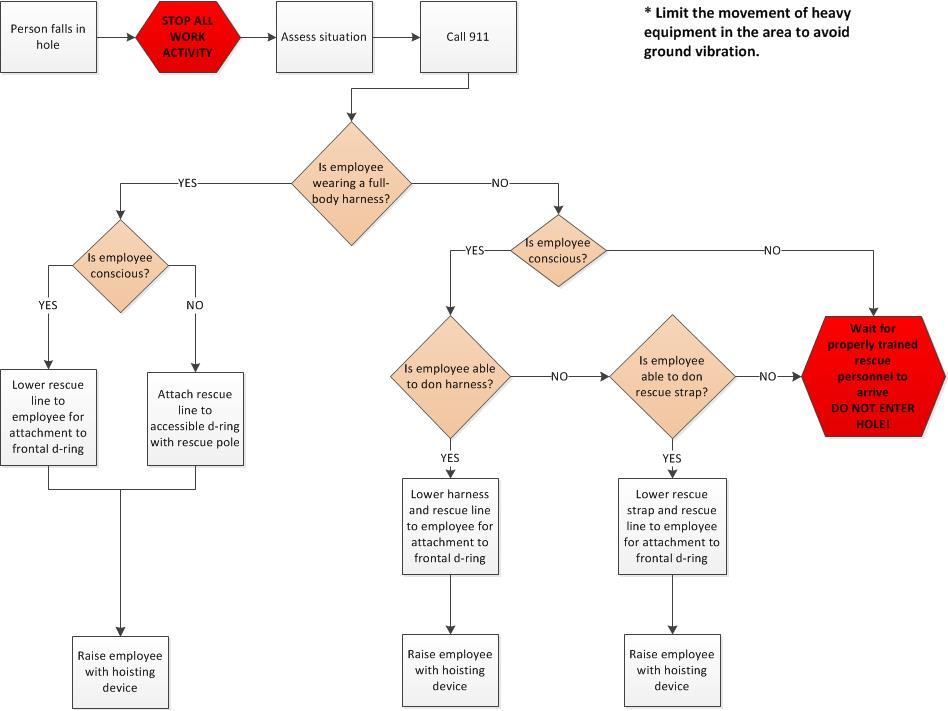 Person falls in
hole
STOP ALL
WORK
ACTIVITY
Assess situation
Call 911
* Limit the movement of heavy
equipment in the area to avoid
ground vibration.
Is employee
wearing a full-
body harness?
YES
NO
Is employee
conscious?
Is employee
conscious?
YES
NO
YES
NO
Lower rescue
line to
employee for
attachment to
frontal d-ring
Attach rescue
line to
accessible d-ring
with rescue pole
Is employee able
to don harness?
NO
Is employee
able to don
rescue strap?
NO
Wait for
properly trained
rescue
personnel to
arrive
DO NOT ENTER
HOLE!
YES
YES
Lower harness
and rescue line
to employee for
attachment to
frontal d-ring
Lower rescue
strap and rescue
line to employee
for attachment to
frontal d-ring
Raise employee
with hoisting
device
Raise employee
with hoisting
device
Raise employee
with hoisting
device